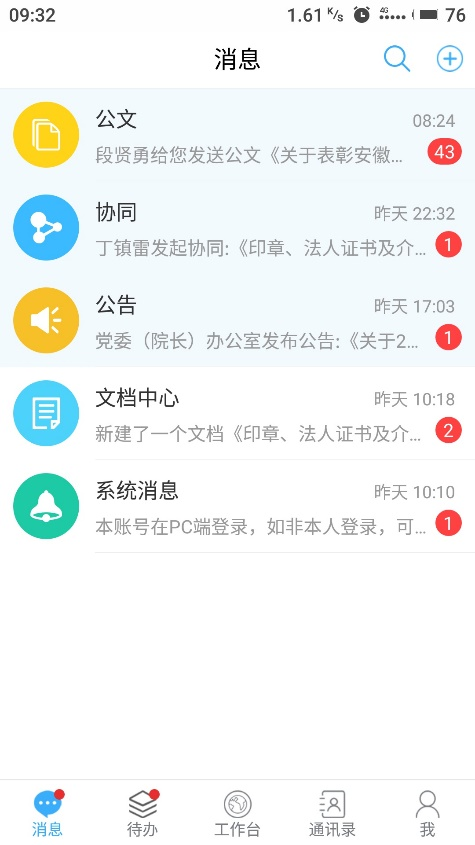 09:32 1.61 K/s 4G 76
消息
公文 08:24
段贤勇给您发送公文《关于表彰安徽... 43
协同 昨天 22:32
丁镇雷发起协同:《印章、法人证书及介... 1
公告 昨天 17:03
党委（院长）办公室发布公告:《关于2... 1
文档中心 昨天 10:18
新建了一个文档《印章、法人证书及介... 2
系统消息 昨天 10:10
本账号在PC端登录，如非本人登录，可... 1
消息 待办 工作台 通讯录 我